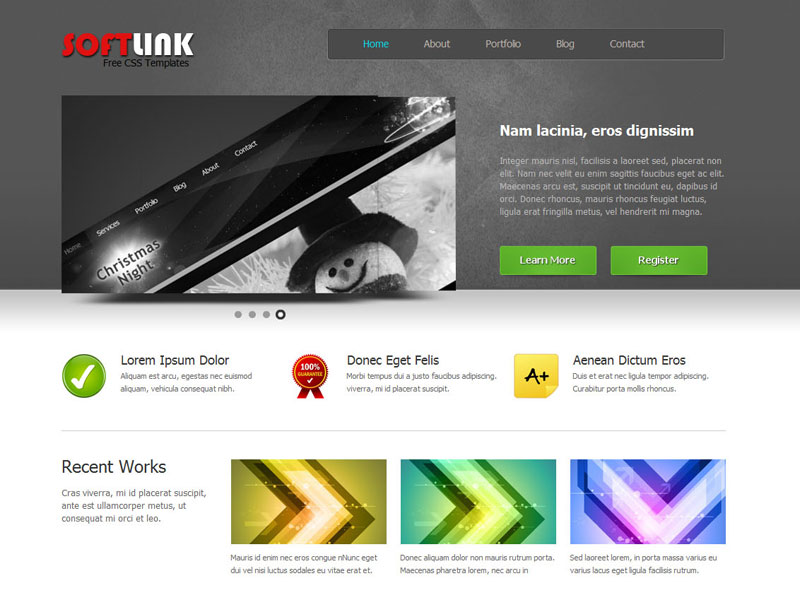 SOFTLINK
Free CSS Templates
Home About Portfolio Blog Contact
Home Services Portfolio Blog About Contact
Christmas
Night
Nam lacinia, eros dignissim
Integer mauris nisl, facilisis a laoreet sed, placerat non
elit. Nam nec velit eu enim sagittis faucibus eget ac elit.
Maecenas arcu est, suscipit ut tincidunt eu, dapibus id
orci. Donec rhoncus, mauris rhoncus feugiat luctus,
ligula erat fringilla metus, vel hendrerit mi magna.
Learn More Register
Lorem Ipsum Dolor
Aliquam est arcu, egestas nec euismod
aliquam, vehicula consequat nibh.
100%
GUARANTEE
Donec Eget Felis
Morbi tempus dui a justo faucibus adipiscing.
viverra, mi id placerat suscipit.
A+
Aenean Dictum Eros
Duis et erat nec ligula tempor adipiscing.
Curabitur porta mollis rhoncus.
Recent Works
Cras viverra, mi id placerat suscipit,
ante est ullamcorper metus, ut
consequat mi orci et leo.
Mauris id enim nec eros congue nNunc eget
dui vel nisi luctus sodales eu vitae erat et.
Donec aliquam dolor non mauris rutrum porta.
Maecenas pharetra lorem, nec arcu in
Sed laoreet lorem, in porta massa varius eu
varius lacus eget ligula facilisis rutrum.